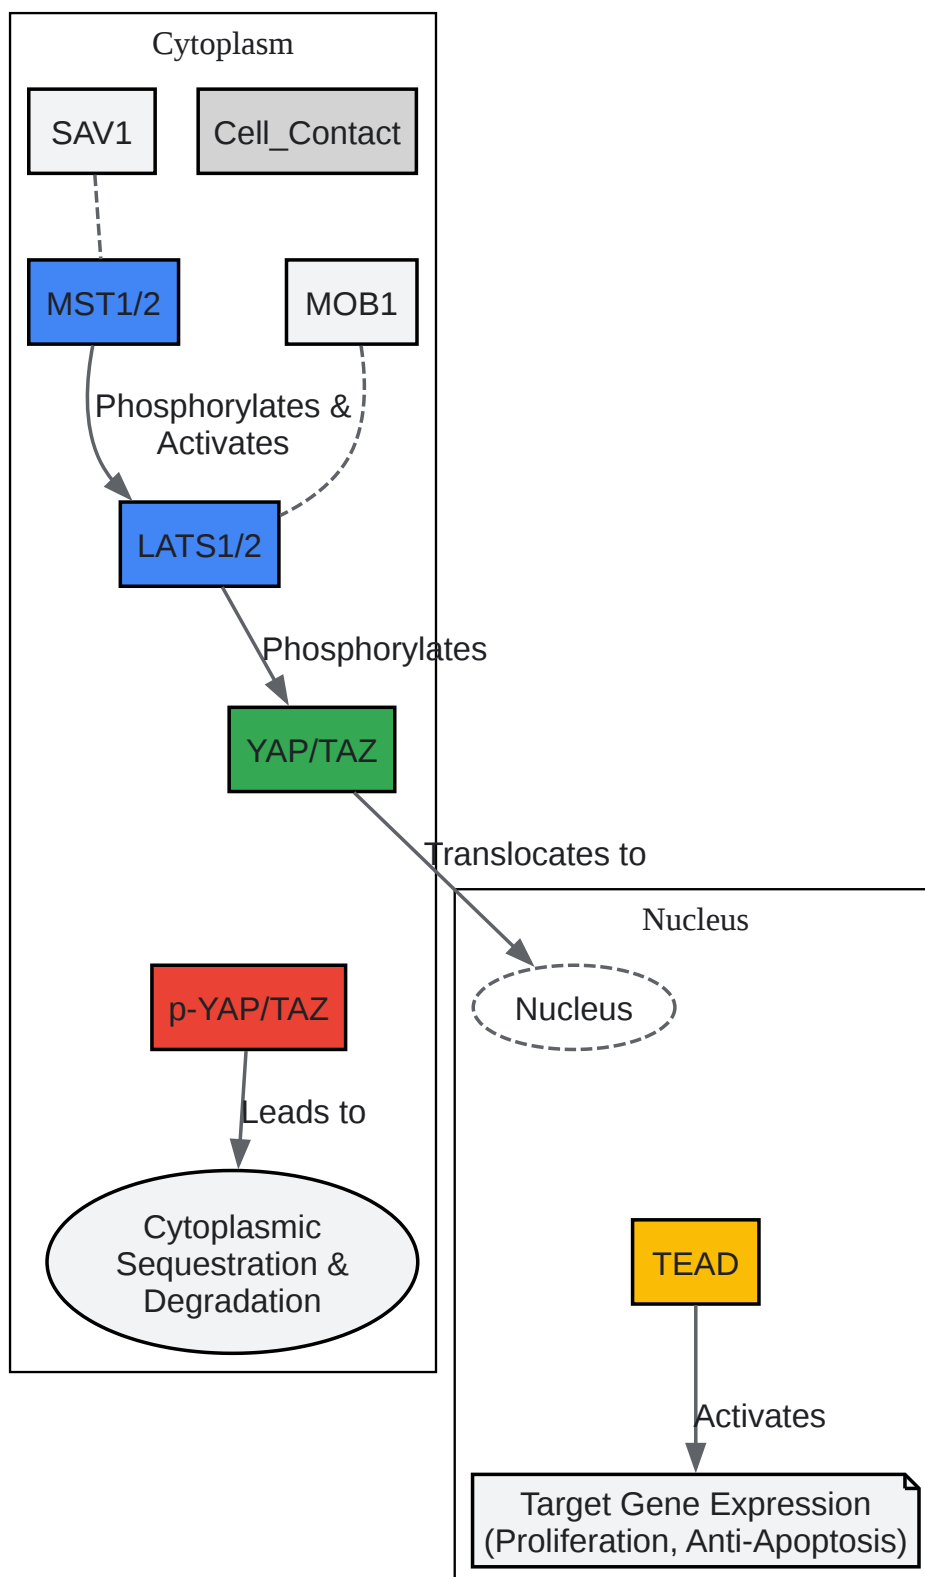 Cytoplasm
SAV1
Cell_Contact
MST1/2
MOB1
Phosphorylates &
Activates
LATS1/2
Phosphorylates
YAP/TAZ
Translocates to
Nucleus
p-YAP/TAZ
Nucleus
Leads to
Cytoplasmic
Sequestration &
Degradation
TEAD
Activates
Target Gene Expression
(Proliferation, Anti-Apoptosis)